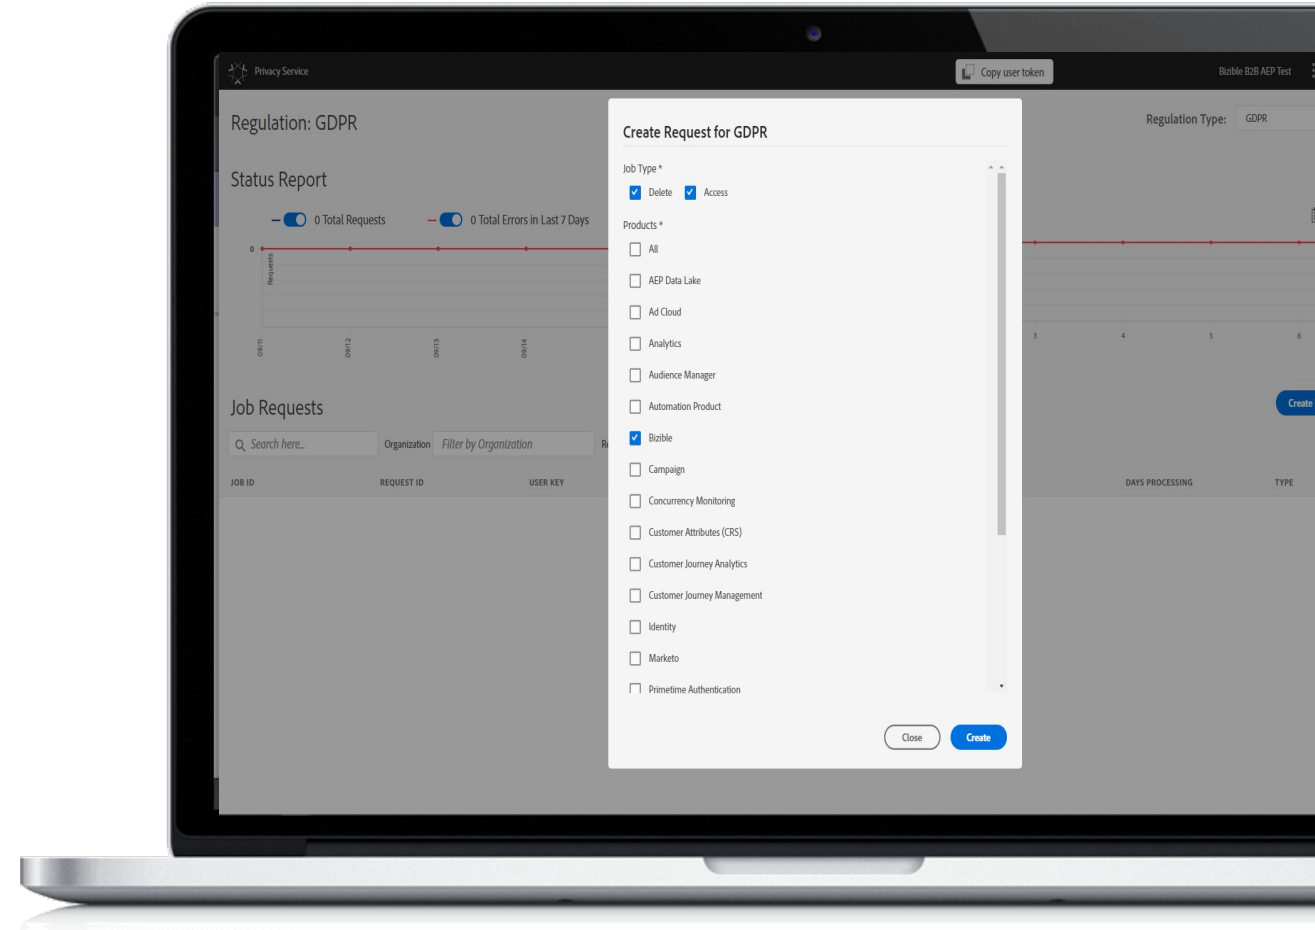 Privacy Service
Copy user token
Bizible B2B AEP Test
Regulation: GDPR
Regulation Type: GDPR
Status Report
0 Total Requests
0 Total Errors in Last 7 Days
0
Requests
09/11
09/12
09/13
09/14
3
4
5
6
Job Requests
Create
Search here...
Organization
Filter by Organization
JOB ID
REQUEST ID
USER KEY
DAYS PROCESSING
TYPE
Create Request for GDPR
Job Type *
Delete
Access
Products *
All
AEP Data Lake
Ad Cloud
Analytics
Audience Manager
Automation Product
Bizible
Campaign
Concurrency Monitoring
Customer Attributes (CRS)
Customer Journey Analytics
Customer Journey Management
Identity
Marketo
Primetime Authentication
Close
Create